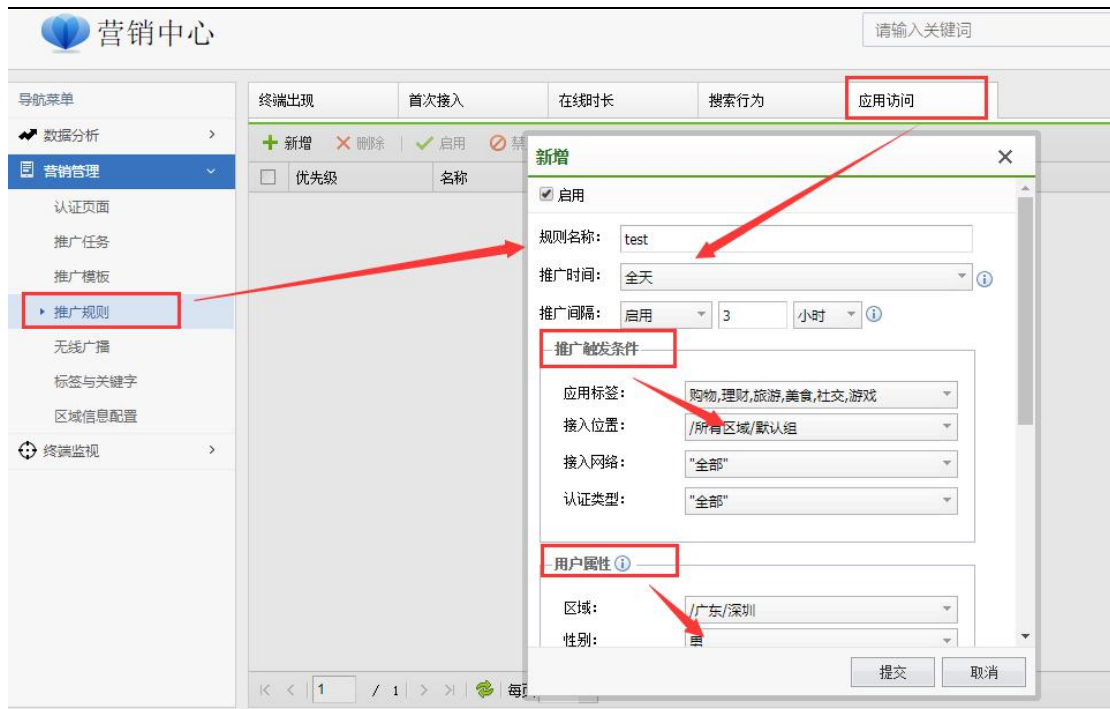 营销中心
请输入关键词
导航菜单
数据分析
营销管理
认证页面
推广任务
推广模板
推广规则
无线广播
标签与关键字
区域信息配置
终端监视
终端出现 首次接入 在线时长 搜索行为 应用访问
新增 删除 启用 禁
优先级 名称
新增
启用
规则名称： test
推广时间： 全天
推广间隔： 启用 3 小时
推广触发条件
应用标签： 购物,理财,旅游,美食,社交,游戏
接入位置： /所有区域/默认组
接入网络： "全部"
认证类型： "全部"
用户属性
区域： /广东/深圳
性别： 男
提交 取消
1 / 1 每页